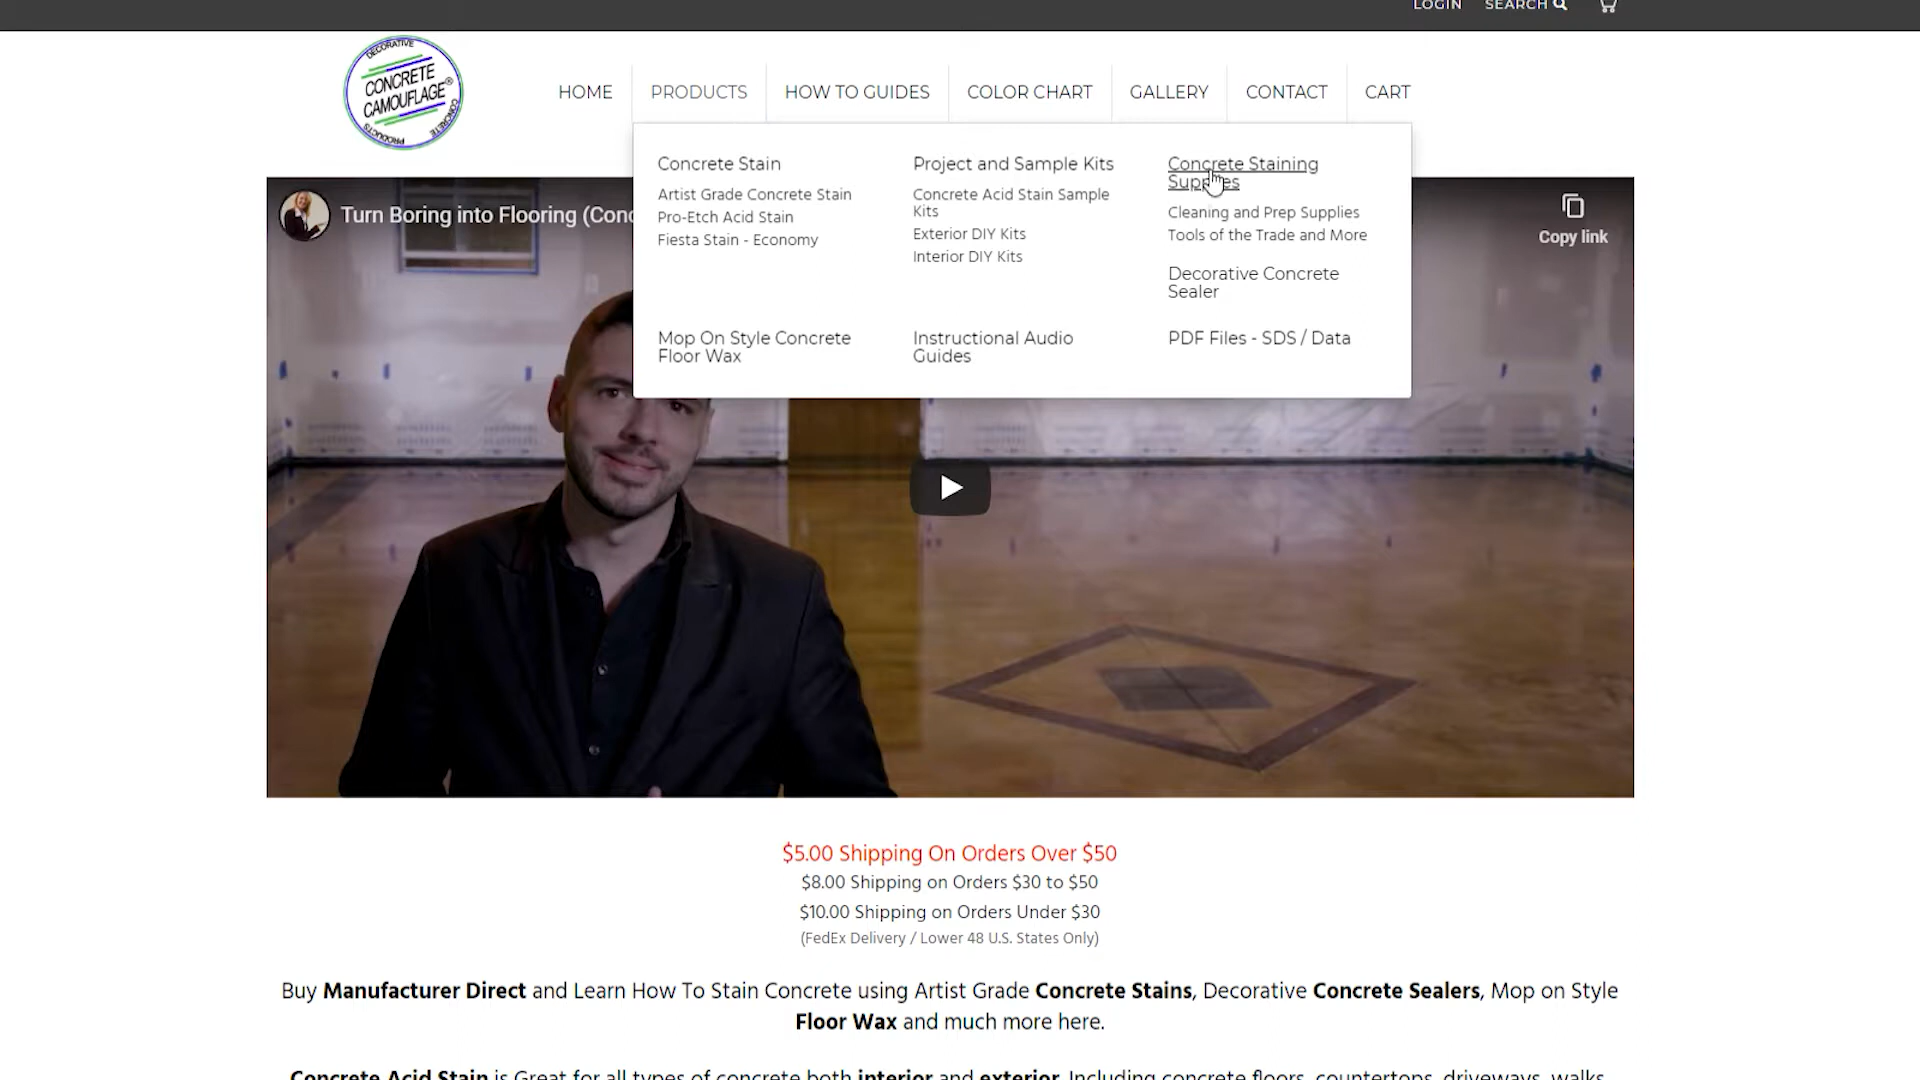 LOGIN SEARCH
DECORATIVE
CONCRETE
CAMOUFLAGE®
CONCRETE
PRODUCTS
HOME PRODUCTS HOW TO GUIDES COLOR CHART GALLERY CONTACT CART
Concrete Stain
Artist Grade Concrete Stain
Pro-Etch Acid Stain
Fiesta Stain - Economy
Project and Sample Kits
Concrete Acid Stain Sample
Kits
Exterior DIY Kits
Interior DIY Kits
Concrete Staining
Supplies
Cleaning and Prep Supplies
Tools of the Trade and More
Decorative Concrete
Sealer
Mop On Style Concrete
Floor Wax
Instructional Audio
Guides
PDF Files - SDS / Data
Turn Boring into Flooring (Conc
Copy link
$5.00 Shipping On Orders Over $50
$8.00 Shipping on Orders $30 to $50
$10.00 Shipping on Orders Under $30
(FedEx Delivery / Lower 48 U.S. States Only)
Buy Manufacturer Direct and Learn How To Stain Concrete using Artist Grade Concrete Stains, Decorative Concrete Sealers, Mop on Style
Floor Wax and much more here.
Concrete Acid Stain is Great for all types of concrete both interior and exterior. Including concrete floors, countertops, driveways, walks,